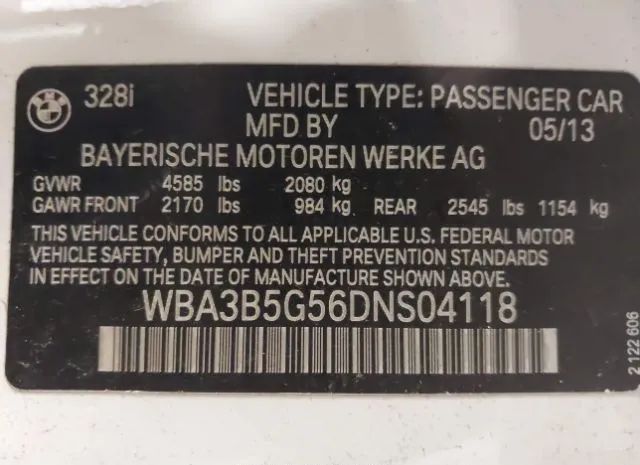 BMW 328i VEHICLE TYPE: PASSENGER CAR
MFD BY 05/13
BAYERISCHE MOTOREN WERKE AG
GVWR 4585 lbs 2080 kg
GAWR FRONT 2170 lbs 984 kg REAR 2545 lbs 1154 kg
THIS VEHICLE CONFORMS TO ALL APPLICABLE U.S. FEDERAL MOTOR
VEHICLE SAFETY, BUMPER AND THEFT PREVENTION STANDARDS
IN EFFECT ON THE DATE OF MANUFACTURE SHOWN ABOVE.
WBA3B5G56DNS04118
2 122 606